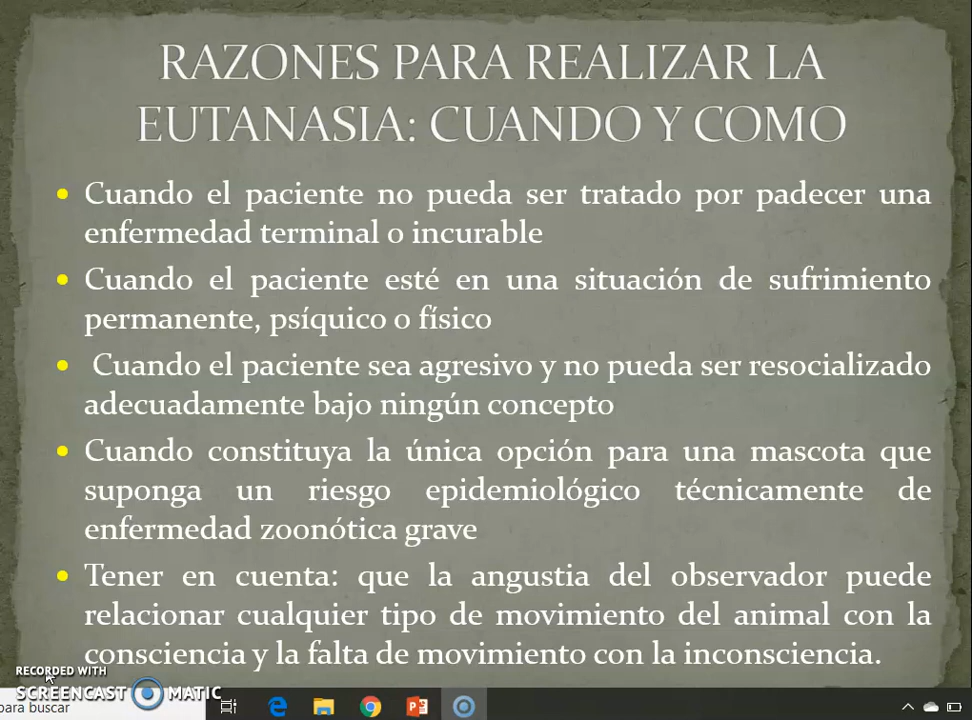 RAZONES PARA REALIZAR LA
EUTANASIA: CUANDO Y COMO
Cuando el paciente no pueda ser tratado por padecer una
enfermedad terminal o incurable
Cuando el paciente esté en una situación de sufrimiento
permanente, psíquico o físico
Cuando el paciente sea agresivo y no pueda ser resocializado
adecuadamente bajo ningún concepto
Cuando constituya la única opción para una mascota que
suponga un riesgo epidemiológico técnicamente de
enfermedad zoonótica grave
Tener en cuenta: que la angustia del observador puede
relacionar cualquier tipo de movimiento del animal con la
consciencia y la falta de movimiento con la inconsciencia.
RECORDED WITH
SCREENCAST MATIC
para buscar